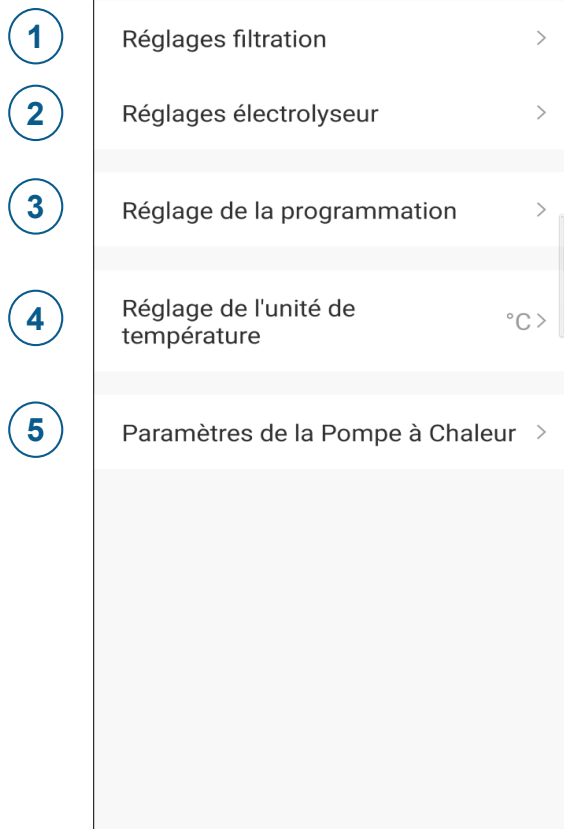 1 Réglages filtration >
2 Réglages électrolyseur >
3 Réglage de la programmation >
4 Réglage de l'unité de
température °C >
5 Paramètres de la Pompe à Chaleur >